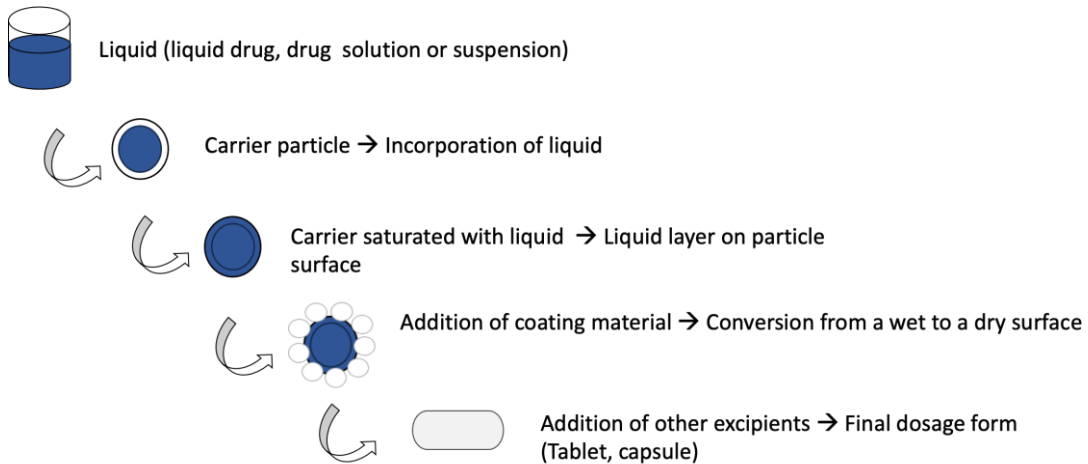 Liquid (liquid drug, drug  solution or suspension)
Carrier particle → Incorporation of liquid
Carrier saturated with liquid  → Liquid layer on particle
surface
Addition of coating material → Conversion from a wet to a dry surface
Addition of other excipients → Final dosage form
(Tablet, capsule)